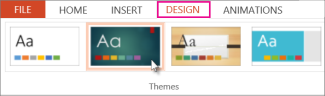 FILE HOME INSERT DESIGN ANIMATIONS
Aa Aa Aa Aa
Themes